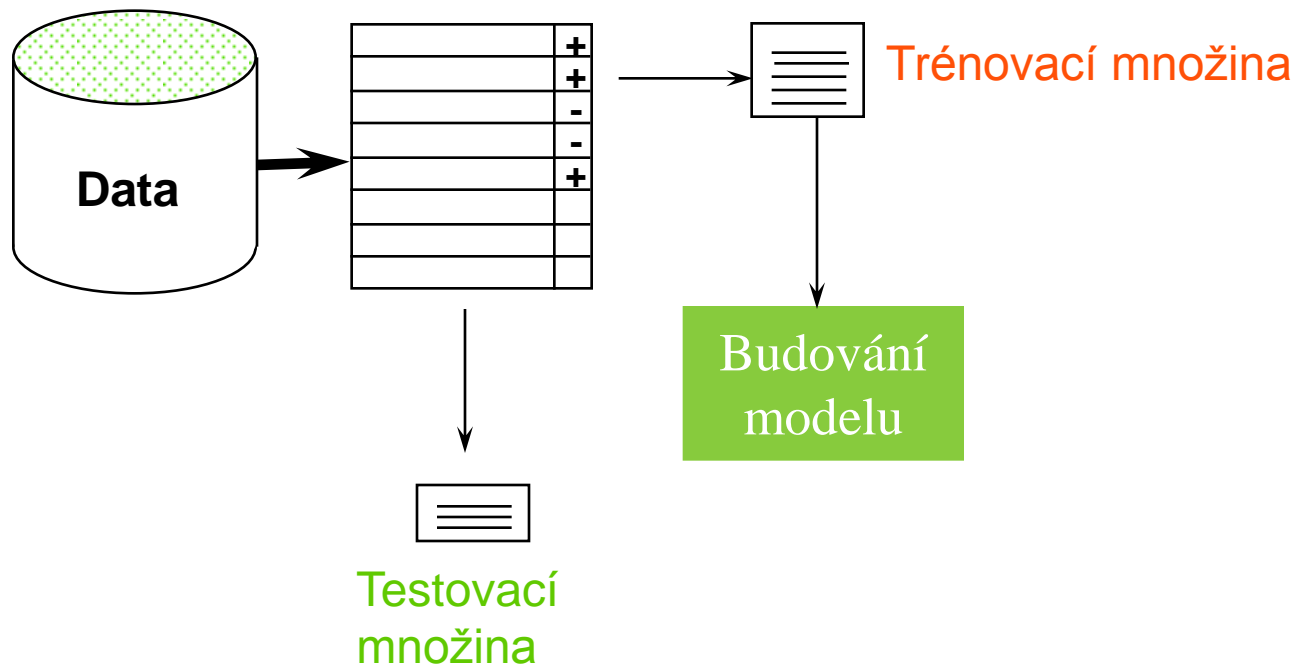 +
+
-
-
+
Data
Trénovací množina
Budování
modelu
Testovací
množina